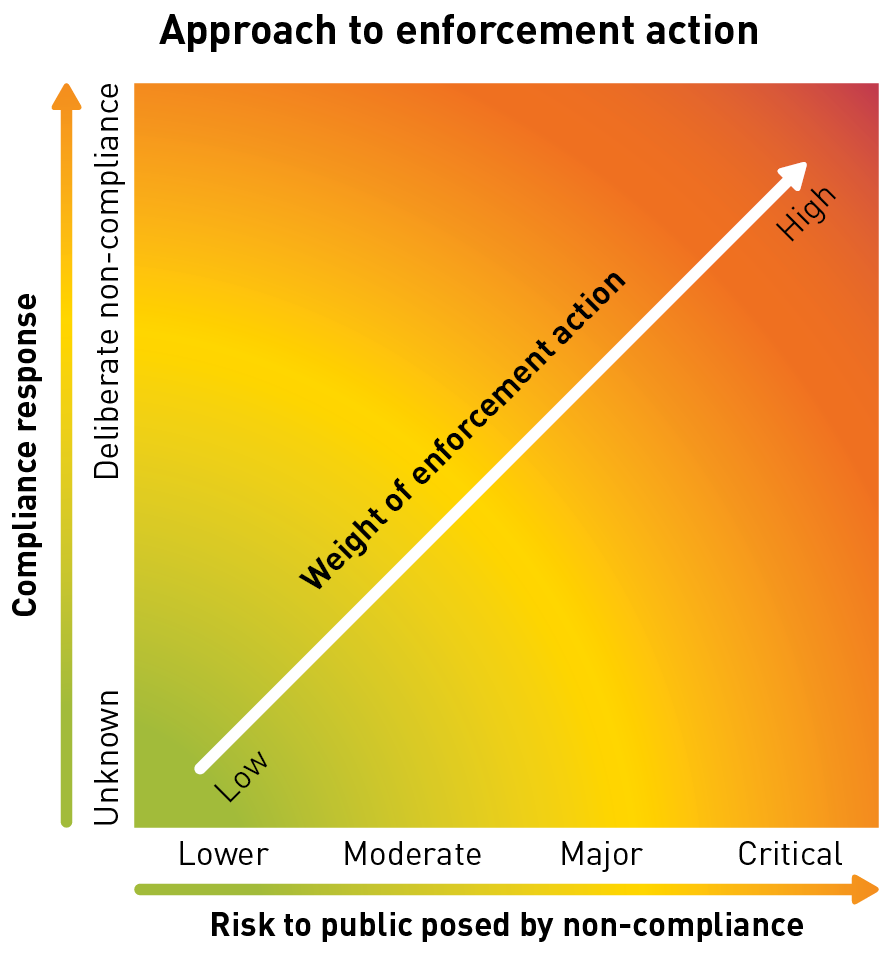 Approach to enforcement action
Compliance response
Deliberate non-compliance
Unknown
High
Weight of enforcement action
Low
Lower
Moderate
Major
Critical
Risk to public posed by non-compliance